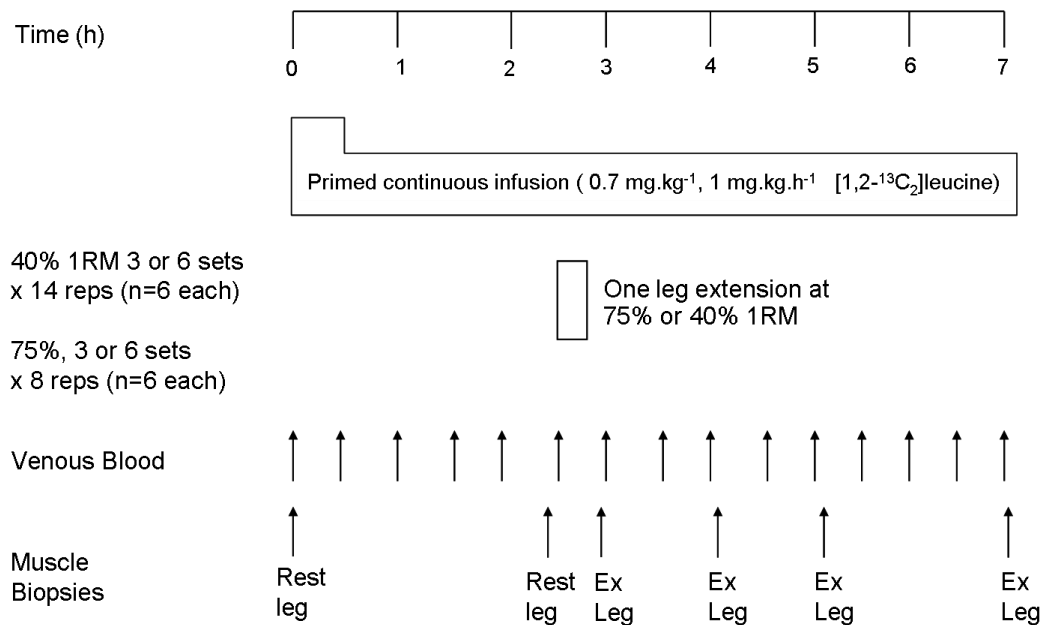 Time (h)
0 1 2 3 4 5 6 7
Primed continuous infusion ( 0.7 mg.kg⁻¹, 1 mg.kg.h⁻¹ [1,2-¹³C₂]leucine)
40% 1RM 3 or 6 sets
x 14 reps (n=6 each)
One leg extension at
75% or 40% 1RM
75%, 3 or 6 sets
x 8 reps (n=6 each)
Venous Blood
Muscle
Biopsies
Rest
leg
Rest
leg
Ex
Leg
Ex
Leg
Ex
Leg
Ex
Leg